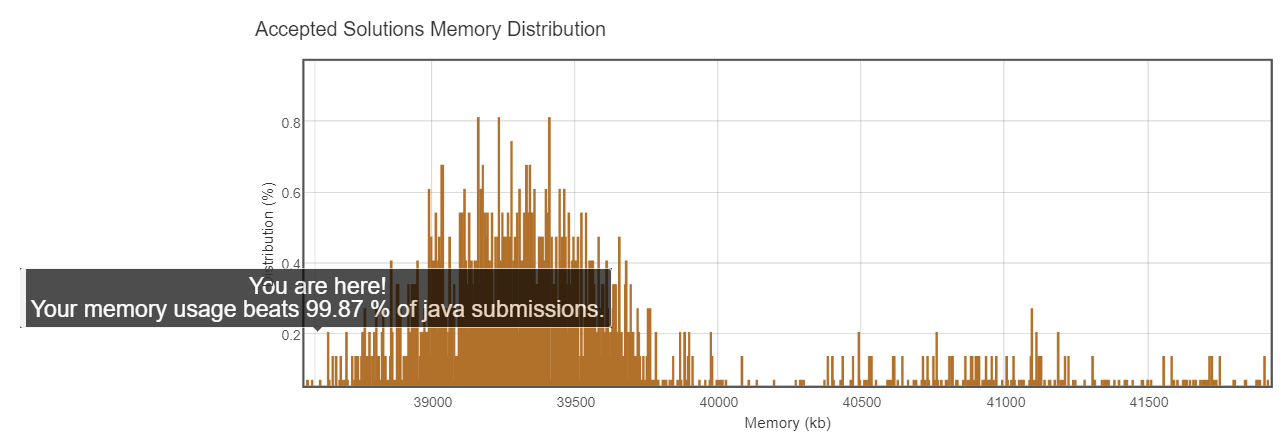 Accepted Solutions Memory Distribution
0.8
0.6
0.4
0.2
Distribution (%)
You are here!
Your memory usage beats 99.87 % of java submissions.
39000
39500
40000
40500
41000
41500
Memory (kb)